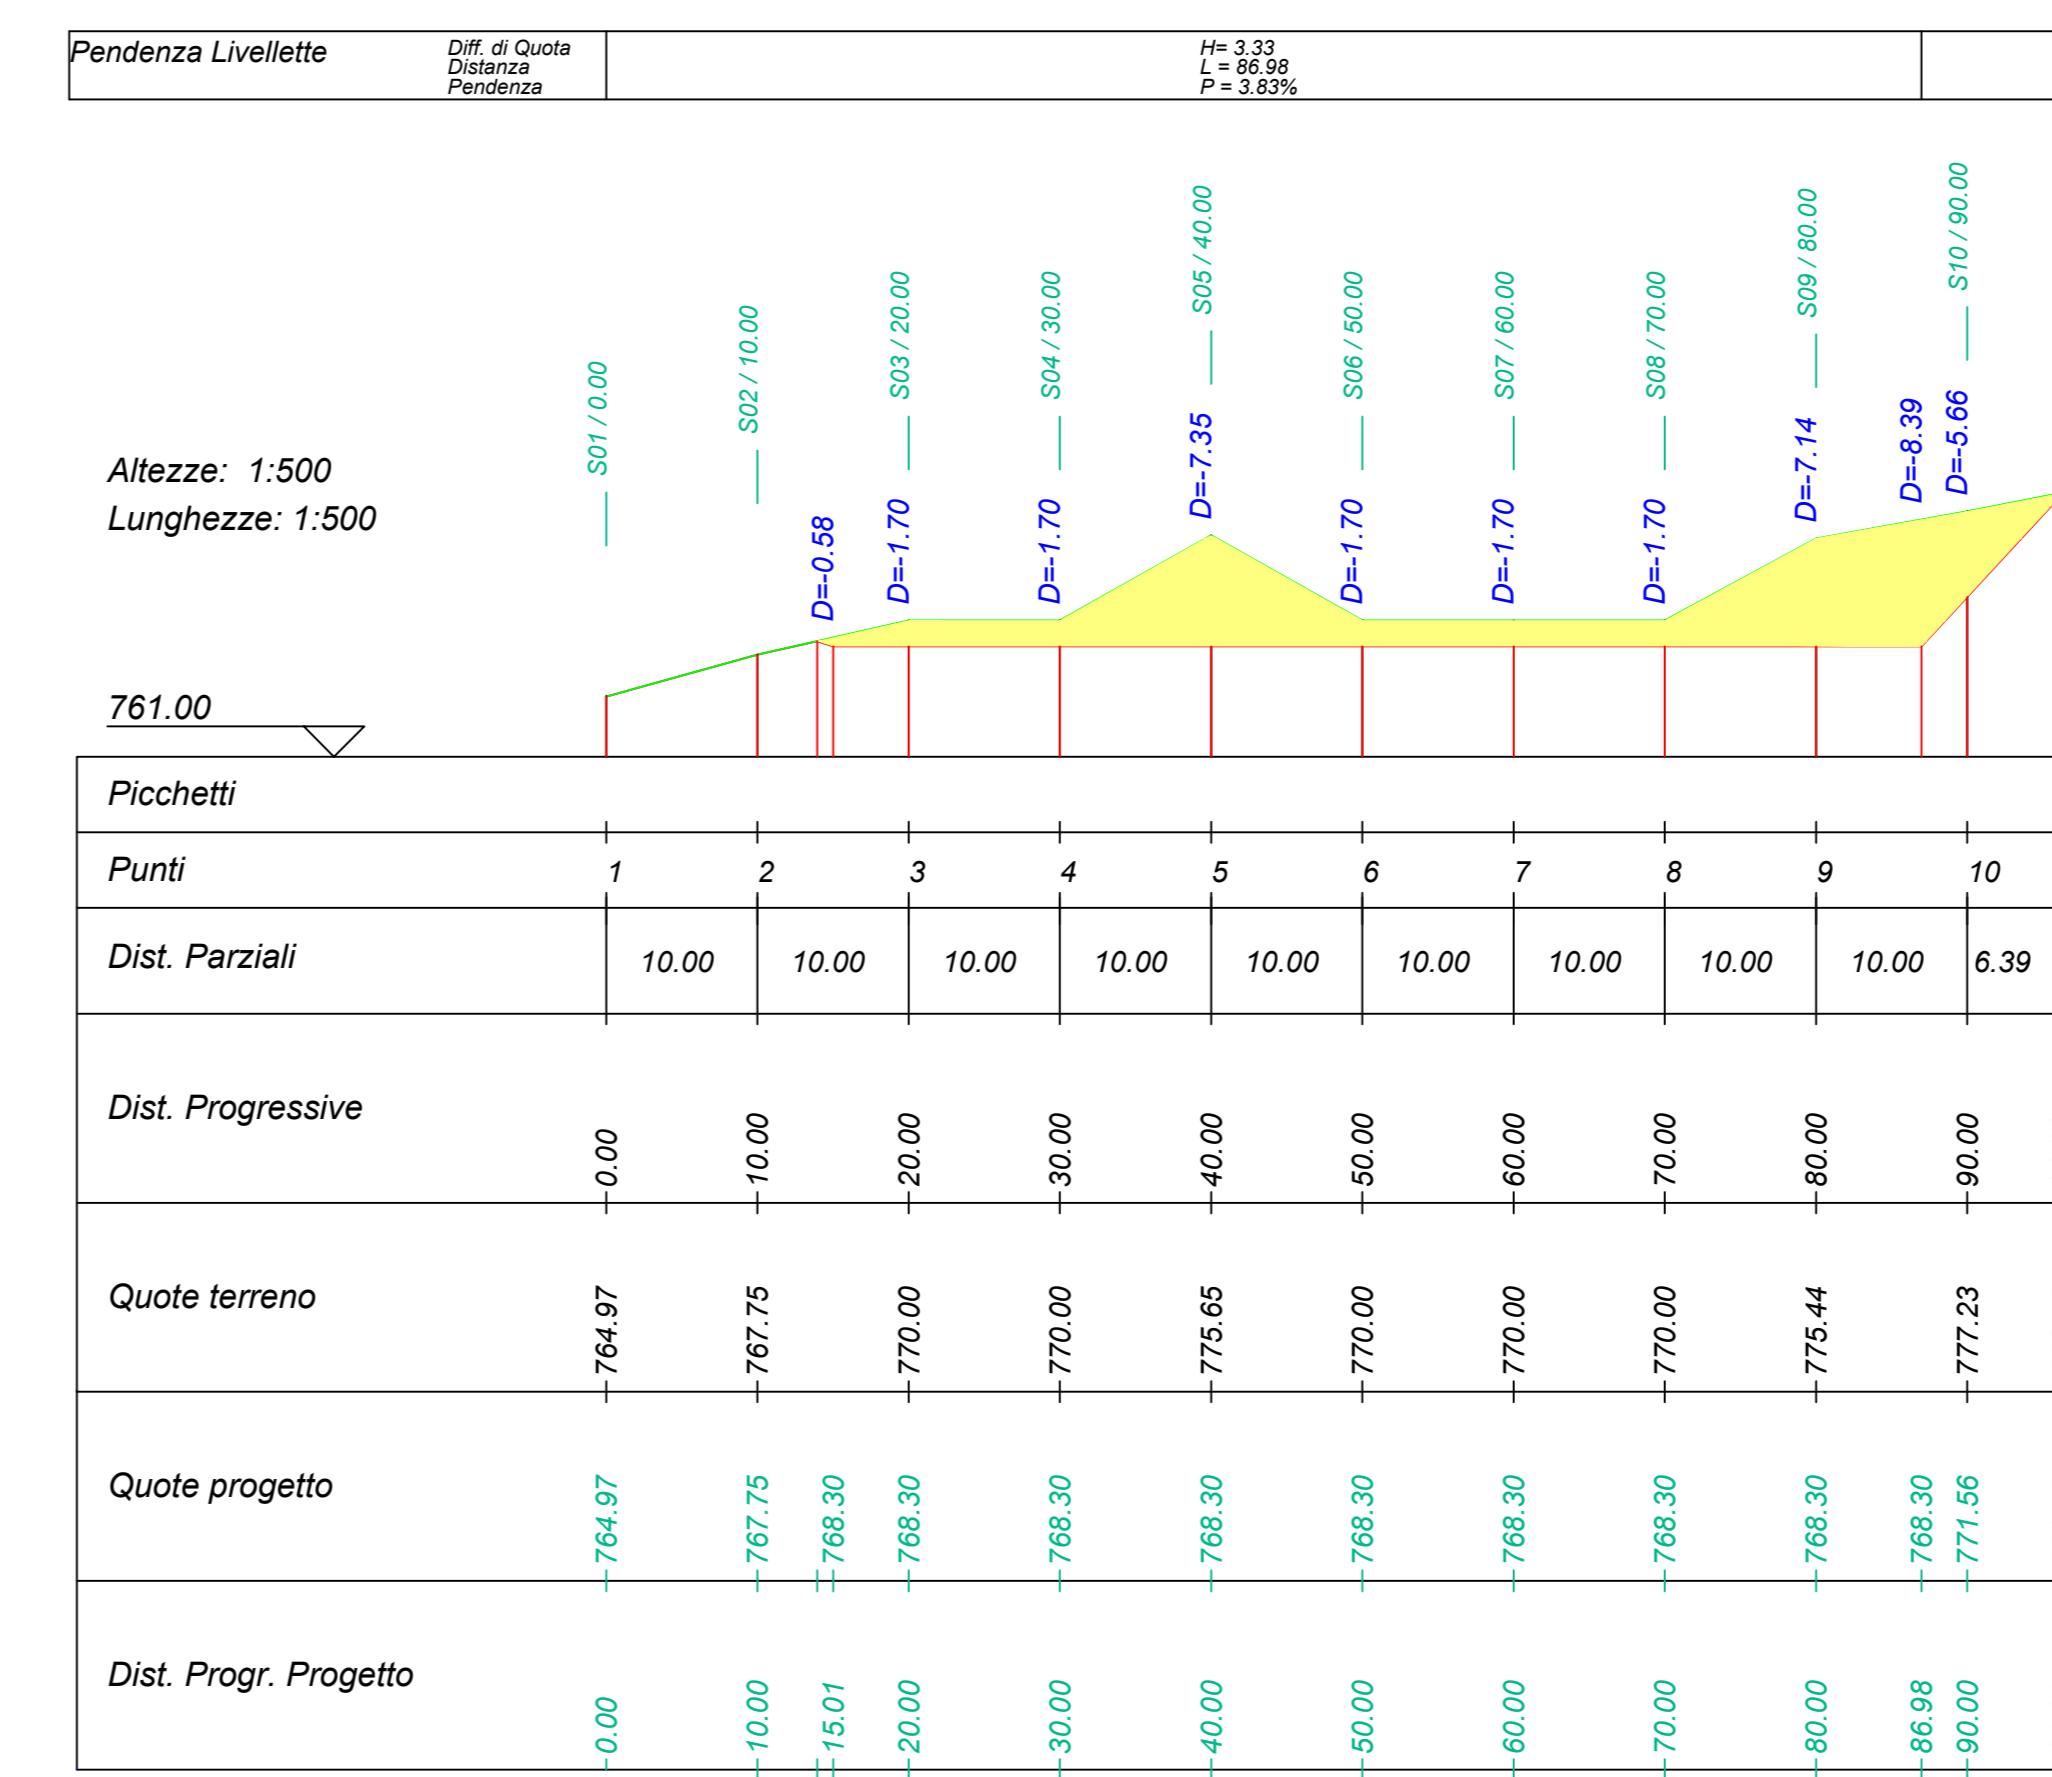 Pendenza Livellette
Diff. di Quota
Distanza
Pendenza
H= 3.33
L = 86.98
P = 3.83%
S01 / 0.00
S02 / 10.00
S03 / 20.00
S04 / 30.00
S05 / 40.00
S06 / 50.00
S07 / 60.00
S08 / 70.00
S09 / 80.00
S10 / 90.00
D=-0.58
D=-1.70
D=-1.70
D=-7.35
D=-1.70
D=-1.70
D=-1.70
D=-7.14
D=-8.39
D=-5.66
Altezze: 1:500
Lunghezze: 1:500
761.00
Picchetti
Punti 1 2 3 4 5 6 7 8 9 10
Dist. Parziali 10.00 10.00 10.00 10.00 10.00 10.00 10.00 10.00 10.00 6.39
Dist. Progressive 0.00 10.00 20.00 30.00 40.00 50.00 60.00 70.00 80.00 90.00
Quote terreno 764.97 767.75 770.00 770.00 775.65 770.00 770.00 770.00 775.44 777.23
Quote progetto 764.97 767.75 768.30 768.30 768.30 768.30 768.30 768.30 768.30 768.30 768.30 771.56
Dist. Progr. Progetto 0.00 10.00 15.01 20.00 30.00 40.00 50.00 60.00 70.00 80.00 86.98 90.00